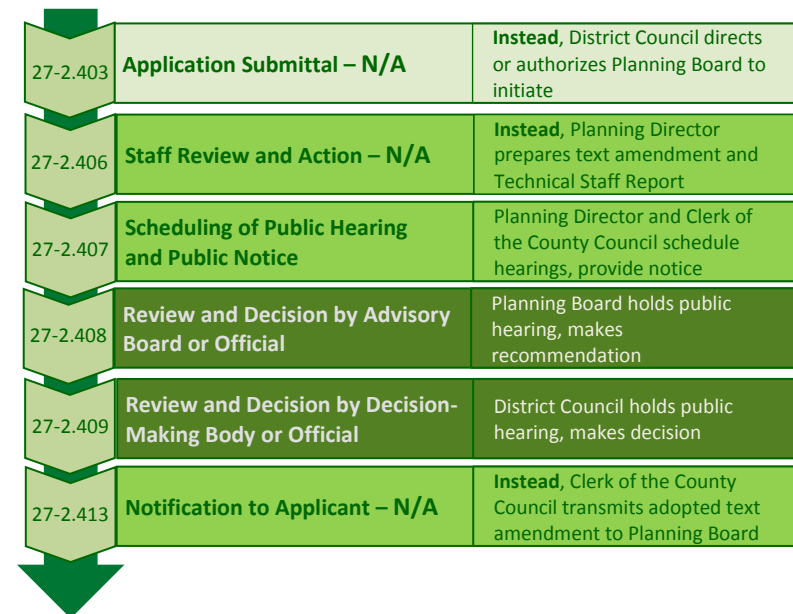 27-2.403
Application Submittal – N/A
Instead, District Council directs
or authorizes Planning Board to
initiate
27-2.406
Staff Review and Action – N/A
Instead, Planning Director
prepares text amendment and
Technical Staff Report
27-2.407
Scheduling of Public Hearing
and Public Notice
Planning Director and Clerk of
the County Council schedule
hearings, provide notice
27-2.408
Review and Decision by Advisory
Board or Official
Planning Board holds public
hearing, makes
recommendation
27-2.409
Review and Decision by Decision-
Making Body or Official
District Council holds public
hearing, makes decision
27-2.413
Notification to Applicant – N/A
Instead, Clerk of the County
Council transmits adopted text
amendment to Planning Board